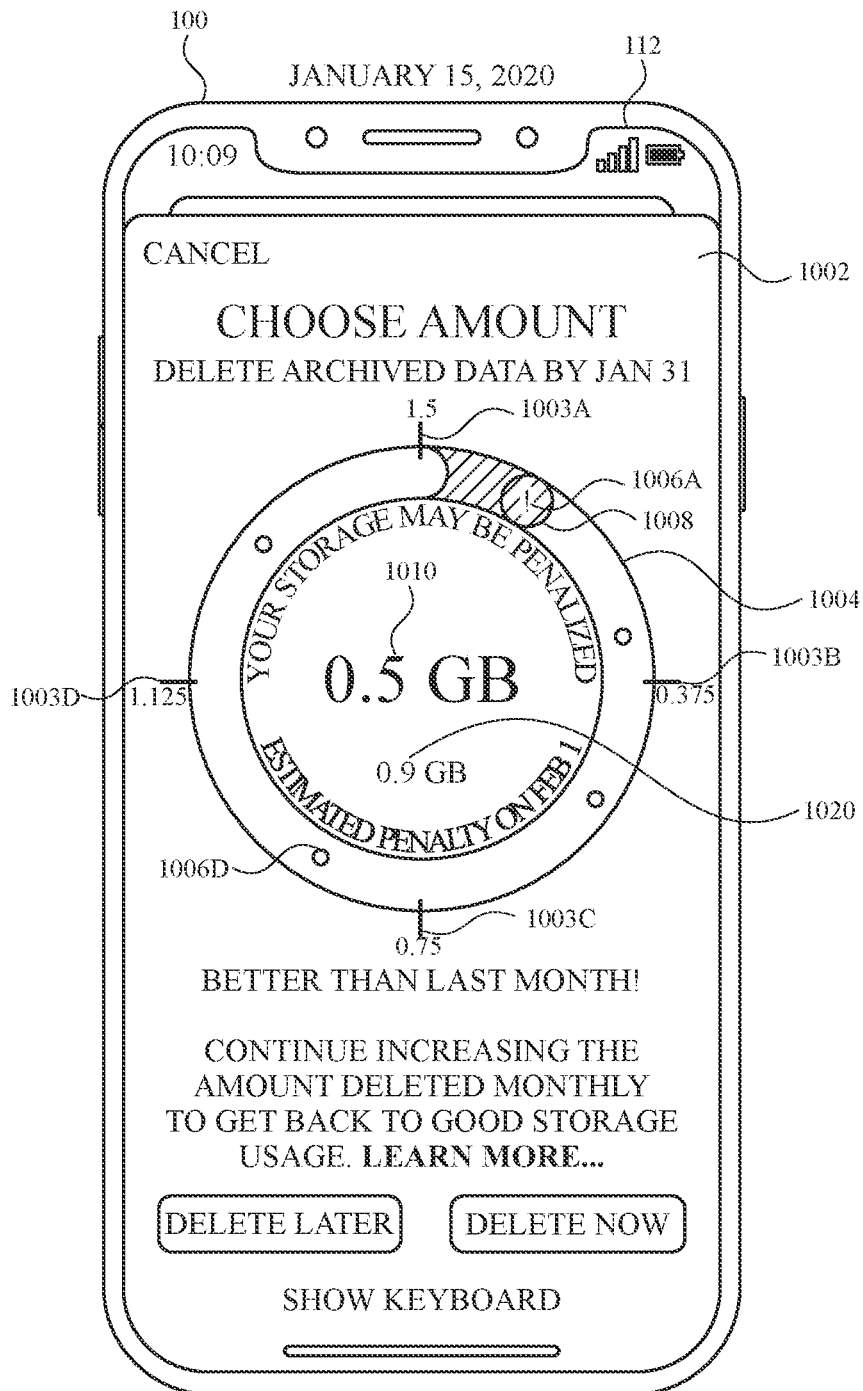 100
JANUARY 15, 2020
112
10:09
CANCEL
1002
CHOOSE AMOUNT
DELETE ARCHIVED DATA BY JAN 31
1.5
1003A
1006A
1008
YOUR STORAGE MAY BE PENALIZED
1010
1004
1003B
0.5 GB
1003D
1.125
0.375
0.9 GB
ESTIMATED PENALTY ON FEB 1
1020
1006D
1003C
0.75
BETTER THAN LAST MONTH!
CONTINUE INCREASING THE
AMOUNT DELETED MONTHLY
TO GET BACK TO GOOD STORAGE
USAGE. LEARN MORE...
DELETE LATER
DELETE NOW
SHOW KEYBOARD